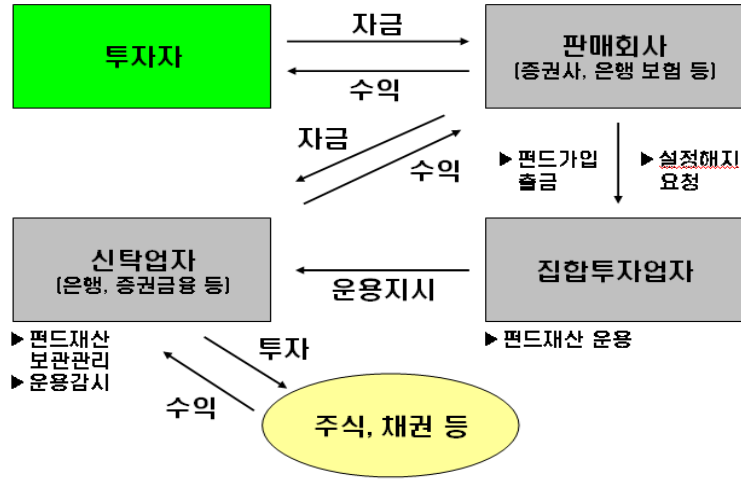 투자자
자금
수익
판매회사
(증권사, 은행 보험 등)
자금
수익
▶ 펀드가입
출금
▶ 설정해지
요청
신탁업자
(은행, 증권금융 등)
운용지시
집합투자업자
▶ 펀드재산
보관관리
▶ 운용감시
투자
수익
▶ 펀드재산 운용
주식, 채권 등